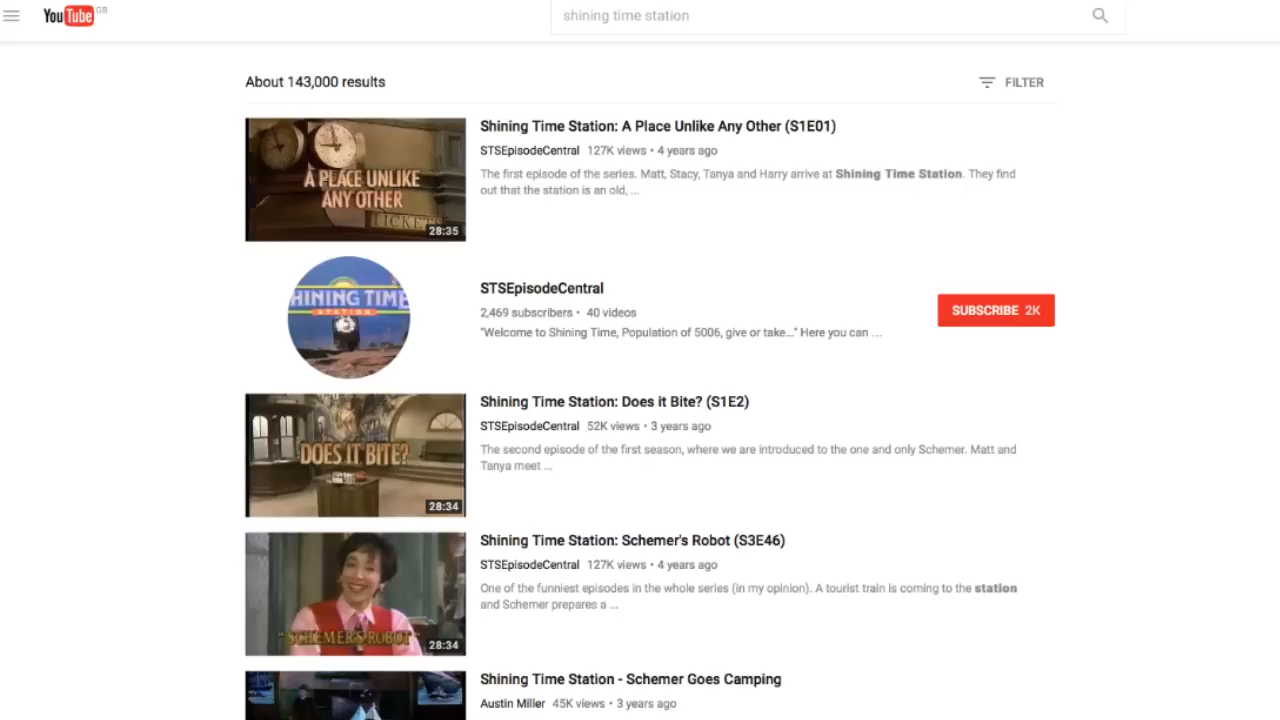 YouTube GB
shining time station
About 143,000 results
FILTER
A PLACE UNLIKE
ANY OTHER
TICKETS
28:35
Shining Time Station: A Place Unlike Any Other (S1E01)
STSEpisodeCentral 127K views • 4 years ago
The first episode of the series. Matt, Stacy, Tanya and Harry arrive at Shining Time Station. They find
out that the station is an old, ...
HINING TIME
STATION
STSEpisodeCentral
2,469 subscribers • 40 videos
"Welcome to Shining Time, Population of 5006, give or take..." Here you can ...
SUBSCRIBE 2K
DOES IT BITE?
28:34
Shining Time Station: Does it Bite? (S1E2)
STSEpisodeCentral 52K views • 3 years ago
The second episode of the first season, where we are introduced to the one and only Schemer. Matt and
Tanya meet ...
"SCHEMER'S ROBOT"
28:34
Shining Time Station: Schemer's Robot (S3E46)
STSEpisodeCentral 127K views • 4 years ago
One of the funniest episodes in the whole series (in my opinion). A tourist train is coming to the station
and Schemer prepares a ...
Shining Time Station - Schemer Goes Camping
Austin Miller 45K views • 3 years ago